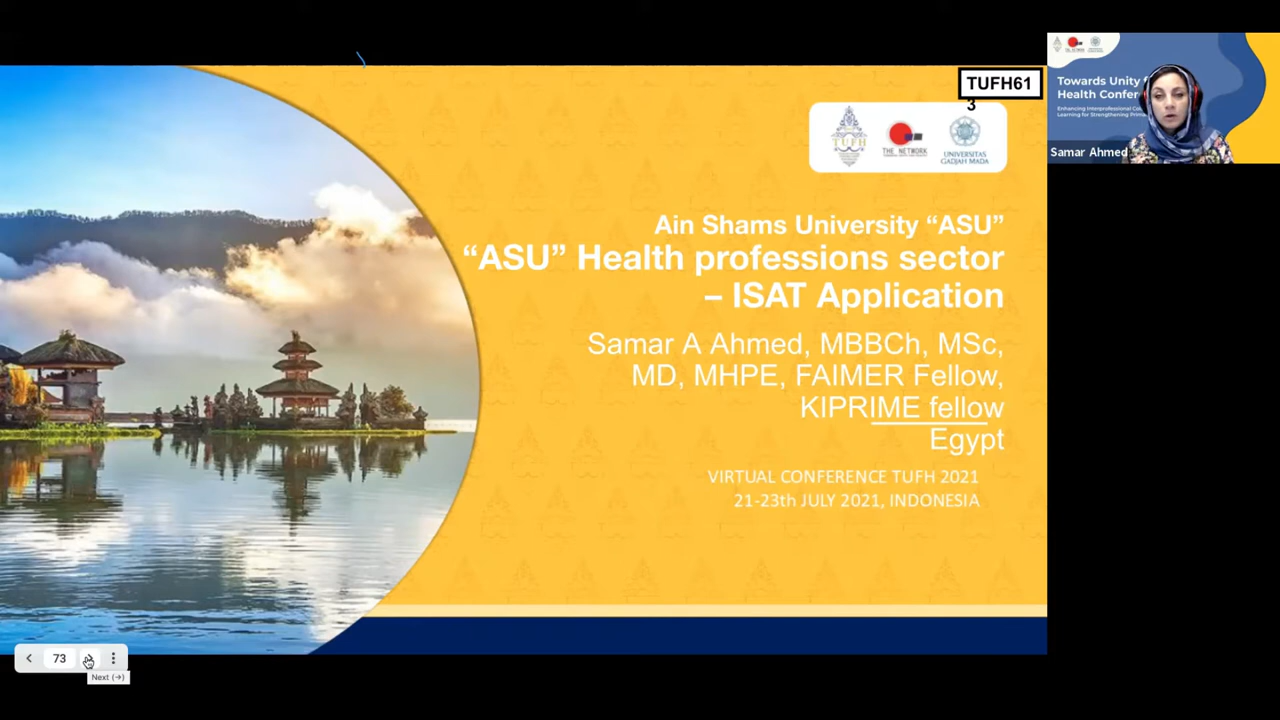 TUFH61
3
TUFH
THE NETWORK
UNIVERSITAS
GADJAH MADA
Ain Shams University “ASU”
“ASU” Health professions sector
– ISAT Application
Samar A Ahmed, MBBCh, MSc,
MD, MHPE, FAIMER Fellow,
KIPRIME fellow
Egypt
VIRTUAL CONFERENCE TUFH 2021
21-23th JULY 2021, INDONESIA
73
Next (→)
Towards Unity
Health Confer
Samar Ahmed